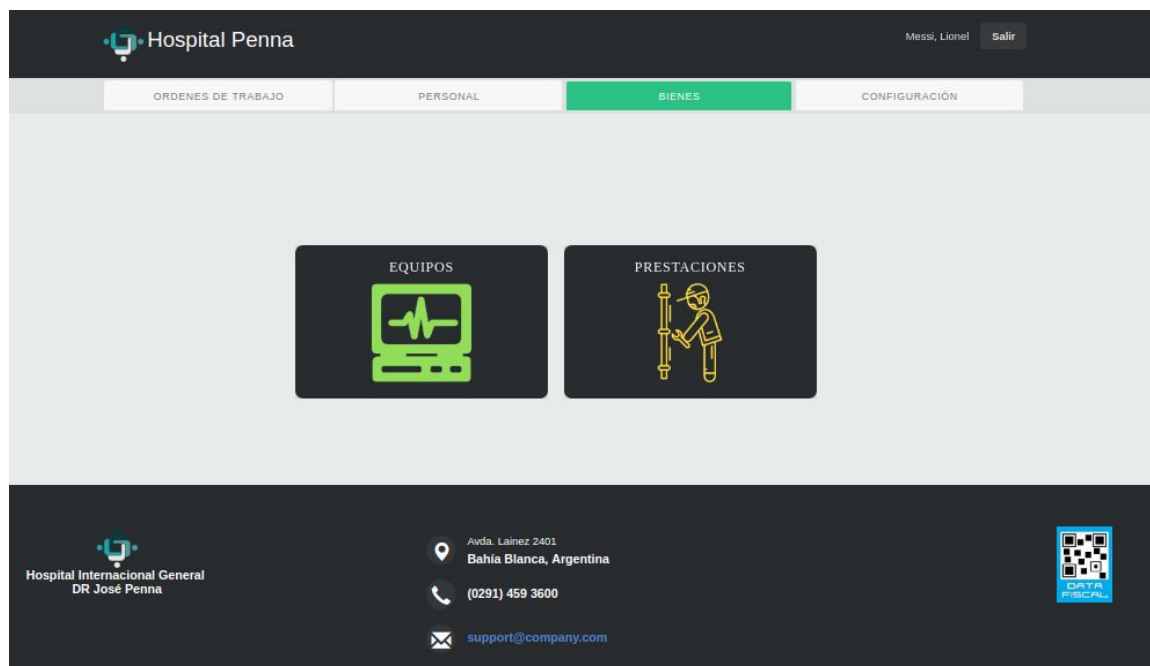 Hospital Penna
Messi, Lionel
Salir
ORDENES DE TRABAJO
PERSONAL
BIENES
CONFIGURACIÓN
EQUIPOS
PRESTACIONES
Hospital Internacional General
DR José Penna
Avda. Lainez 2401
Bahía Blanca, Argentina
(0291) 459 3600
support@company.com
DATA
FISCAL